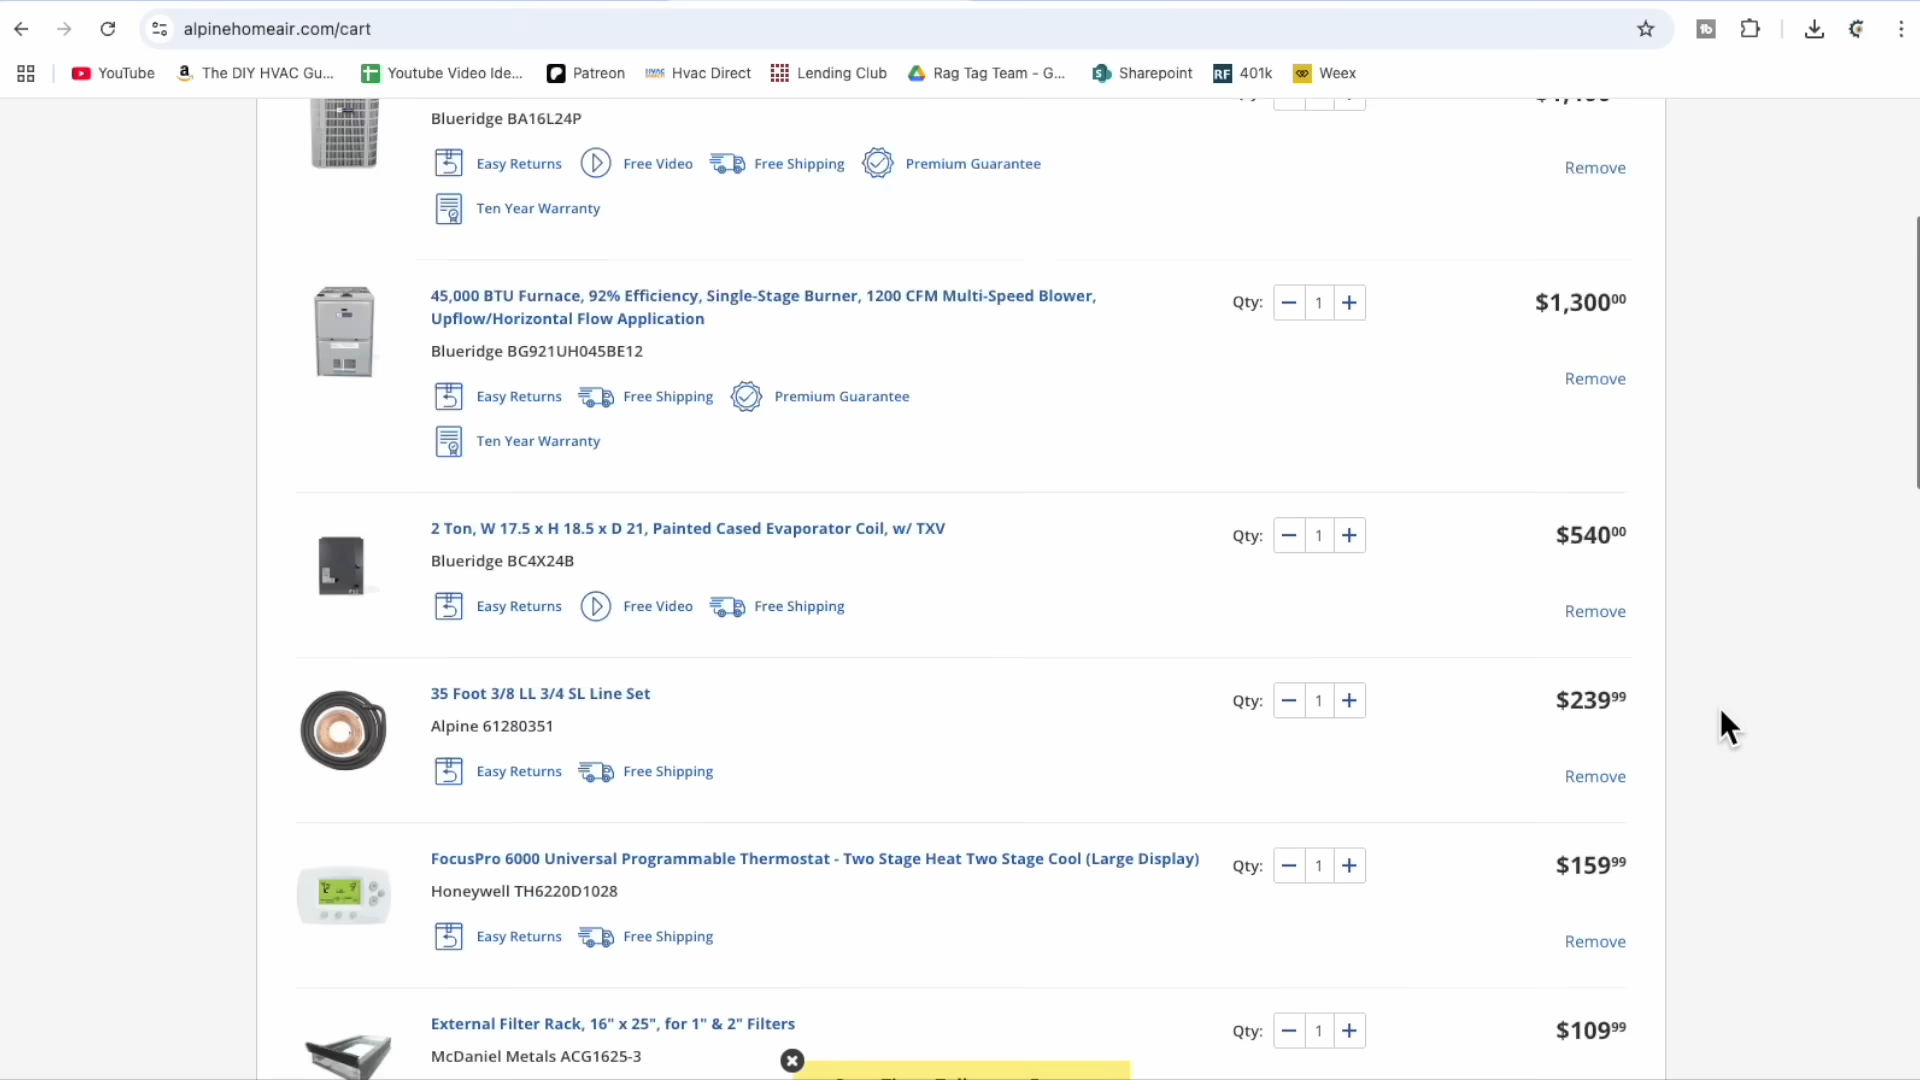 alpinehomeair.com/cart
YouTube
The DIY HVAC Gu...
Youtube Video Ide...
Patreon
Hvac Direct
Lending Club
Rag Tag Team - G...
Sharepoint
401k
Weex
Blueridge BA16L24P
Easy Returns Free Video Free Shipping Premium Guarantee
Remove
Ten Year Warranty
45,000 BTU Furnace, 92% Efficiency, Single-Stage Burner, 1200 CFM Multi-Speed Blower,
Upflow/Horizontal Flow Application
Qty: 1
$1,300.00
Blueridge BG921UH045BE12
Remove
Easy Returns Free Shipping Premium Guarantee
Ten Year Warranty
2 Ton, W 17.5 x H 18.5 x D 21, Painted Cased Evaporator Coil, w/ TXV
Qty: 1
$540.00
Blueridge BC4X24B
Easy Returns Free Video Free Shipping
Remove
35 Foot 3/8 LL 3/4 SL Line Set
Qty: 1
$239.99
Alpine 61280351
Easy Returns Free Shipping
Remove
FocusPro 6000 Universal Programmable Thermostat - Two Stage Heat Two Stage Cool (Large Display)
Qty: 1
$159.99
Honeywell TH6220D1028
Easy Returns Free Shipping
Remove
External Filter Rack, 16" x 25", for 1" & 2" Filters
Qty: 1
$109.99
McDaniel Metals ACG1625-3